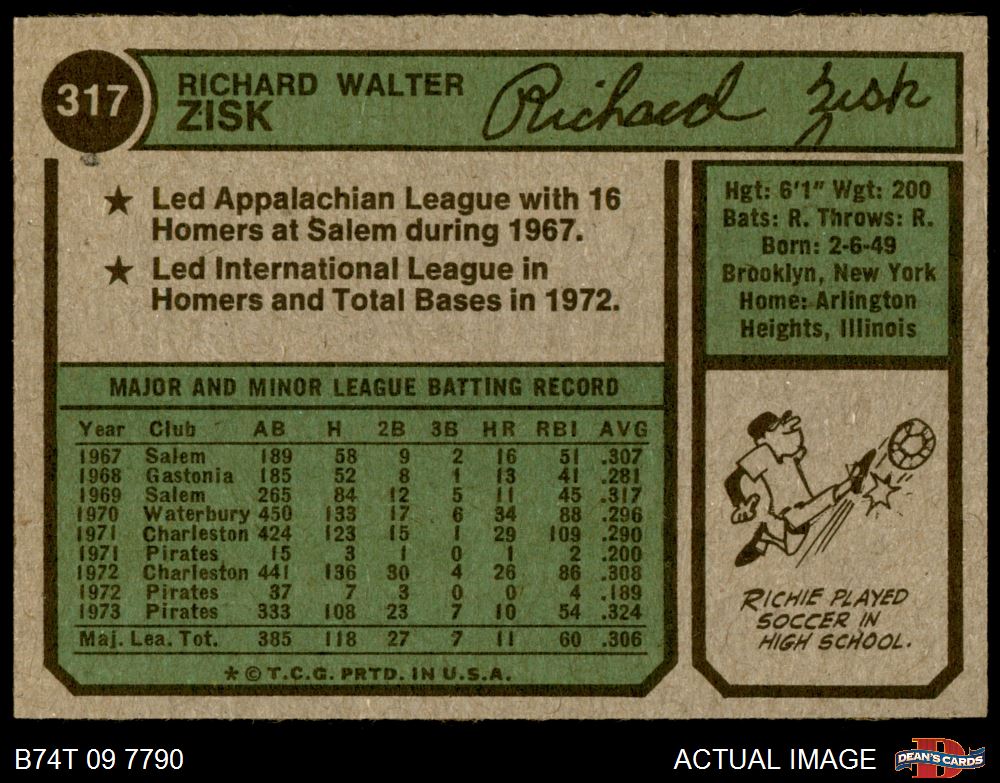 317
RICHARD WALTER
ZISK
Richard Zisk
★ Led Appalachian League with 16
Homers at Salem during 1967.
★ Led International League in
Homers and Total Bases in 1972.
Hgt: 6'1" Wgt: 200
Bats: R. Throws: R.
Born: 2-6-49
Brooklyn, New York
Home: Arlington
Heights, Illinois
MAJOR AND MINOR LEAGUE BATTING RECORD
Year Club AB H 2B 3B HR RBI AVG
1967 Salem 189 58 9 2 16 51 .307
1968 Gastonia 185 52 8 1 13 41 .281
1969 Salem 265 84 12 5 11 45 .317
1970 Waterbury 450 133 17 6 34 88 .296
1971 Charleston 424 123 15 1 29 109 .290
1971 Pirates 15 3 1 0 1 2 .200
1972 Charleston 441 136 30 4 26 86 .308
1972 Pirates 37 7 3 0 0 4 .189
1973 Pirates 333 108 23 7 10 54 .324
Maj. Lea. Tot. 385 118 27 7 11 60 .306
*© T.C.G. PRTD. IN U.S.A.
RICHIE PLAYED
SOCCER IN
HIGH SCHOOL.
B74T 09 7790
ACTUAL IMAGE
D
DEAN'S CARDS